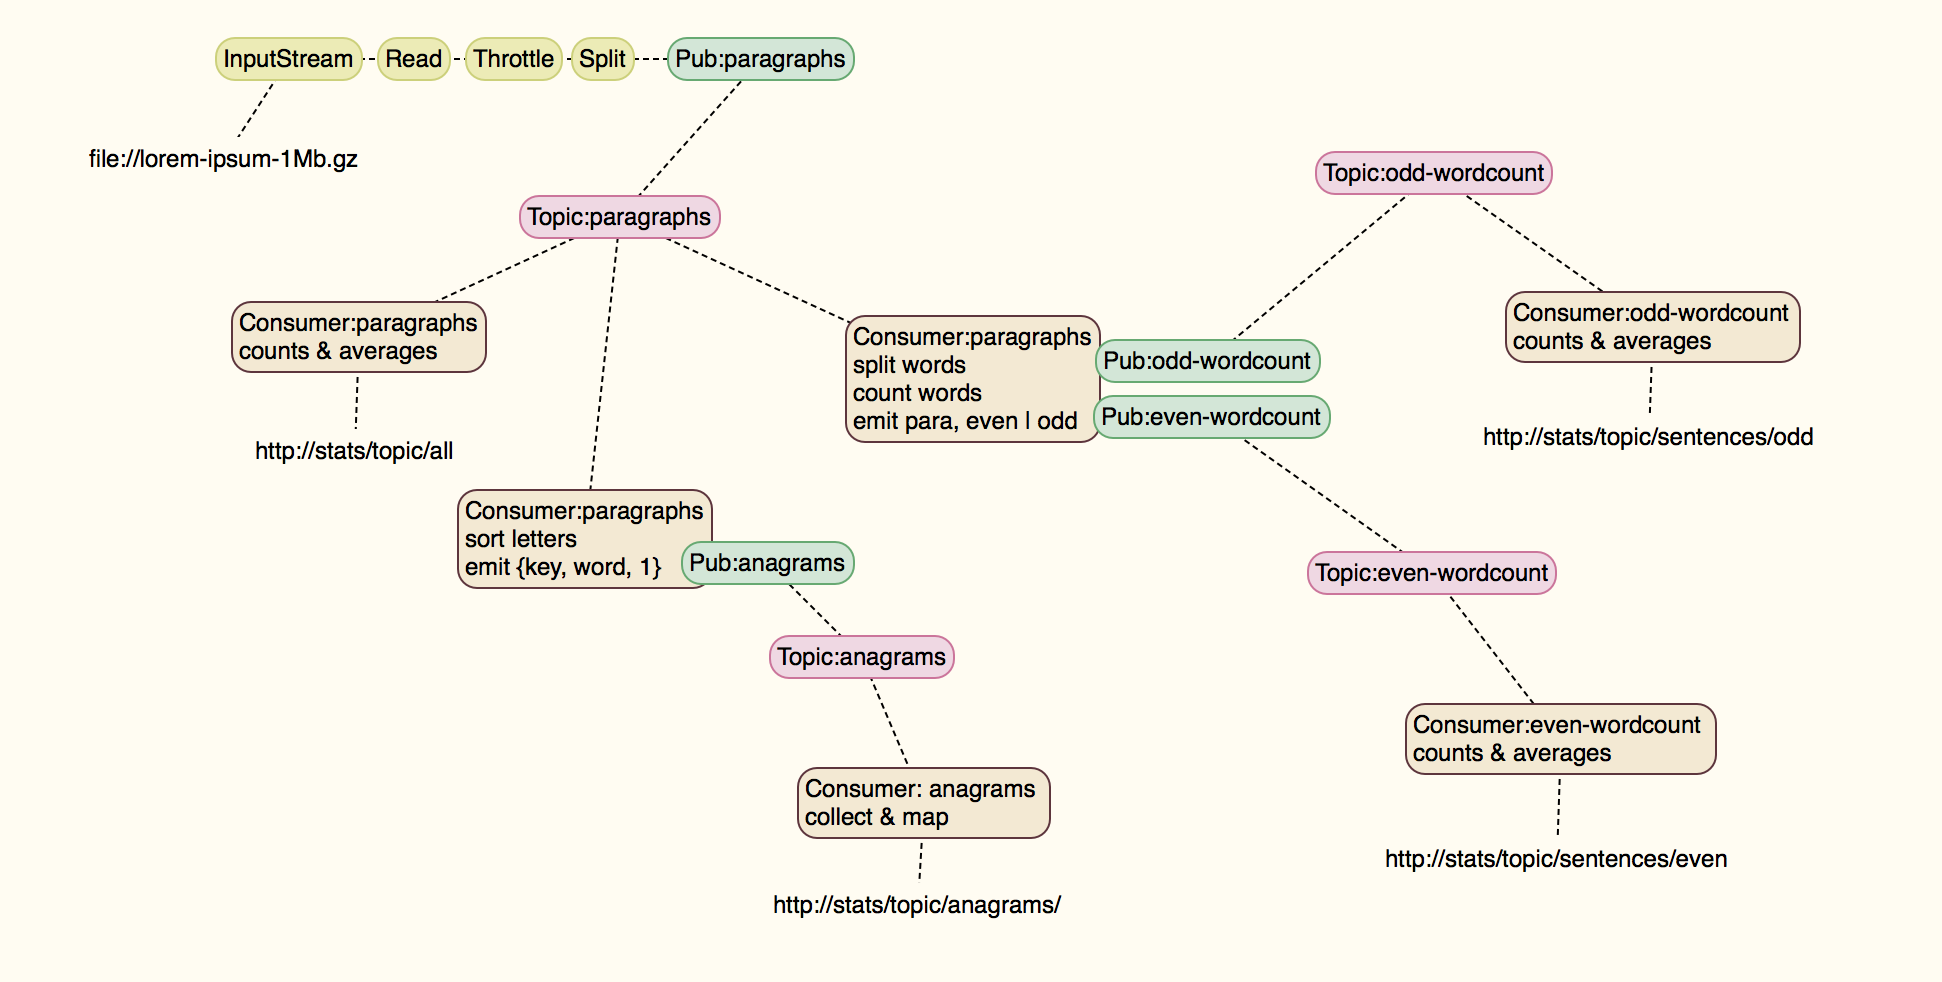 InputStream
Read
Throttle
Split
Pub:paragraphs
file://lorem-ipsum-1Mb.gz
Topic:odd-wordcount
Topic:paragraphs
Consumer:paragraphs
counts & averages
http://stats/topic/all
Consumer:paragraphs
split words
count words
emit para, even | odd
Pub:odd-wordcount
Pub:even-wordcount
Consumer:odd-wordcount
counts & averages
http://stats/topic/sentences/odd
Consumer:paragraphs
sort letters
emit {key, word, 1}
Pub:anagrams
Topic:even-wordcount
Topic:anagrams
Consumer:even-wordcount
counts & averages
Consumer: anagrams
collect & map
http://stats/topic/sentences/even
http://stats/topic/anagrams/